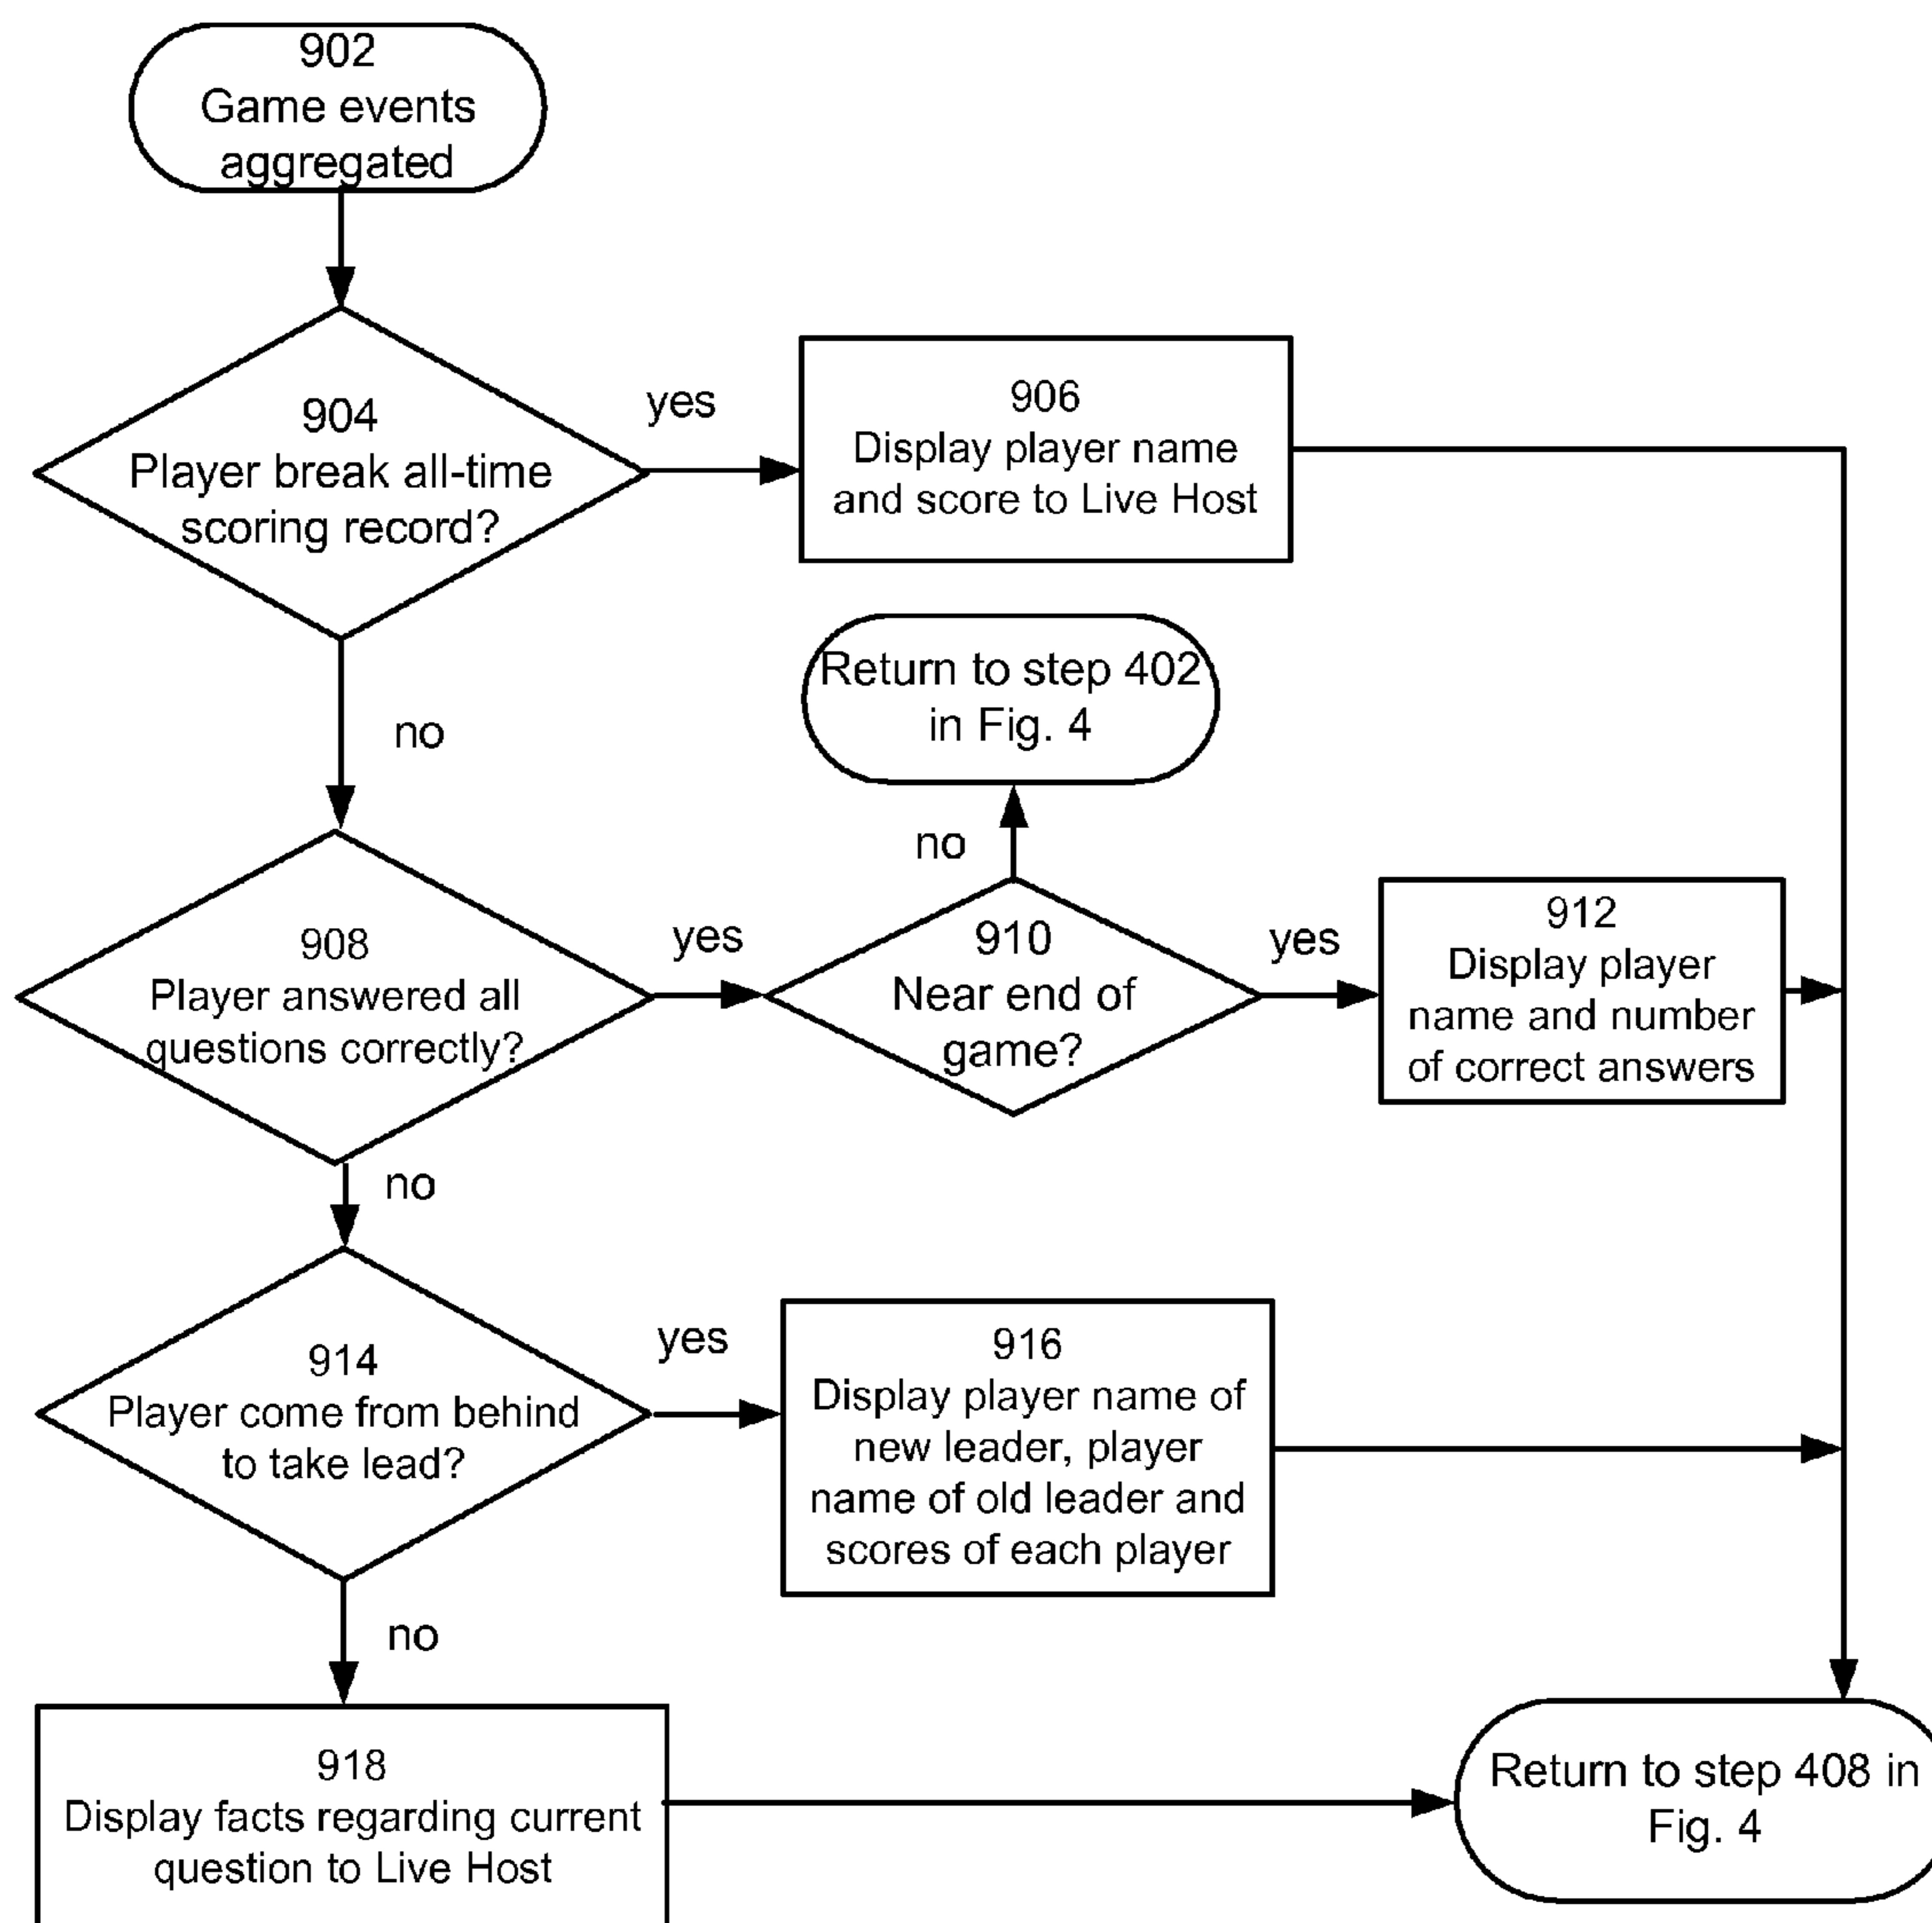 902
Game events
aggregated
904
Player break all-time
scoring record?
yes
906
Display player name
and score to Live Host
no
Return to step 402
in Fig. 4
no
908
Player answered all
questions correctly?
yes
910
Near end of
game?
yes
912
Display player
name and number
of correct answers
no
914
Player come from behind
to take lead?
yes
916
Display player name of
new leader, player
name of old leader and
scores of each player
no
918
Display facts regarding current
question to Live Host
Return to step 408 in
Fig. 4